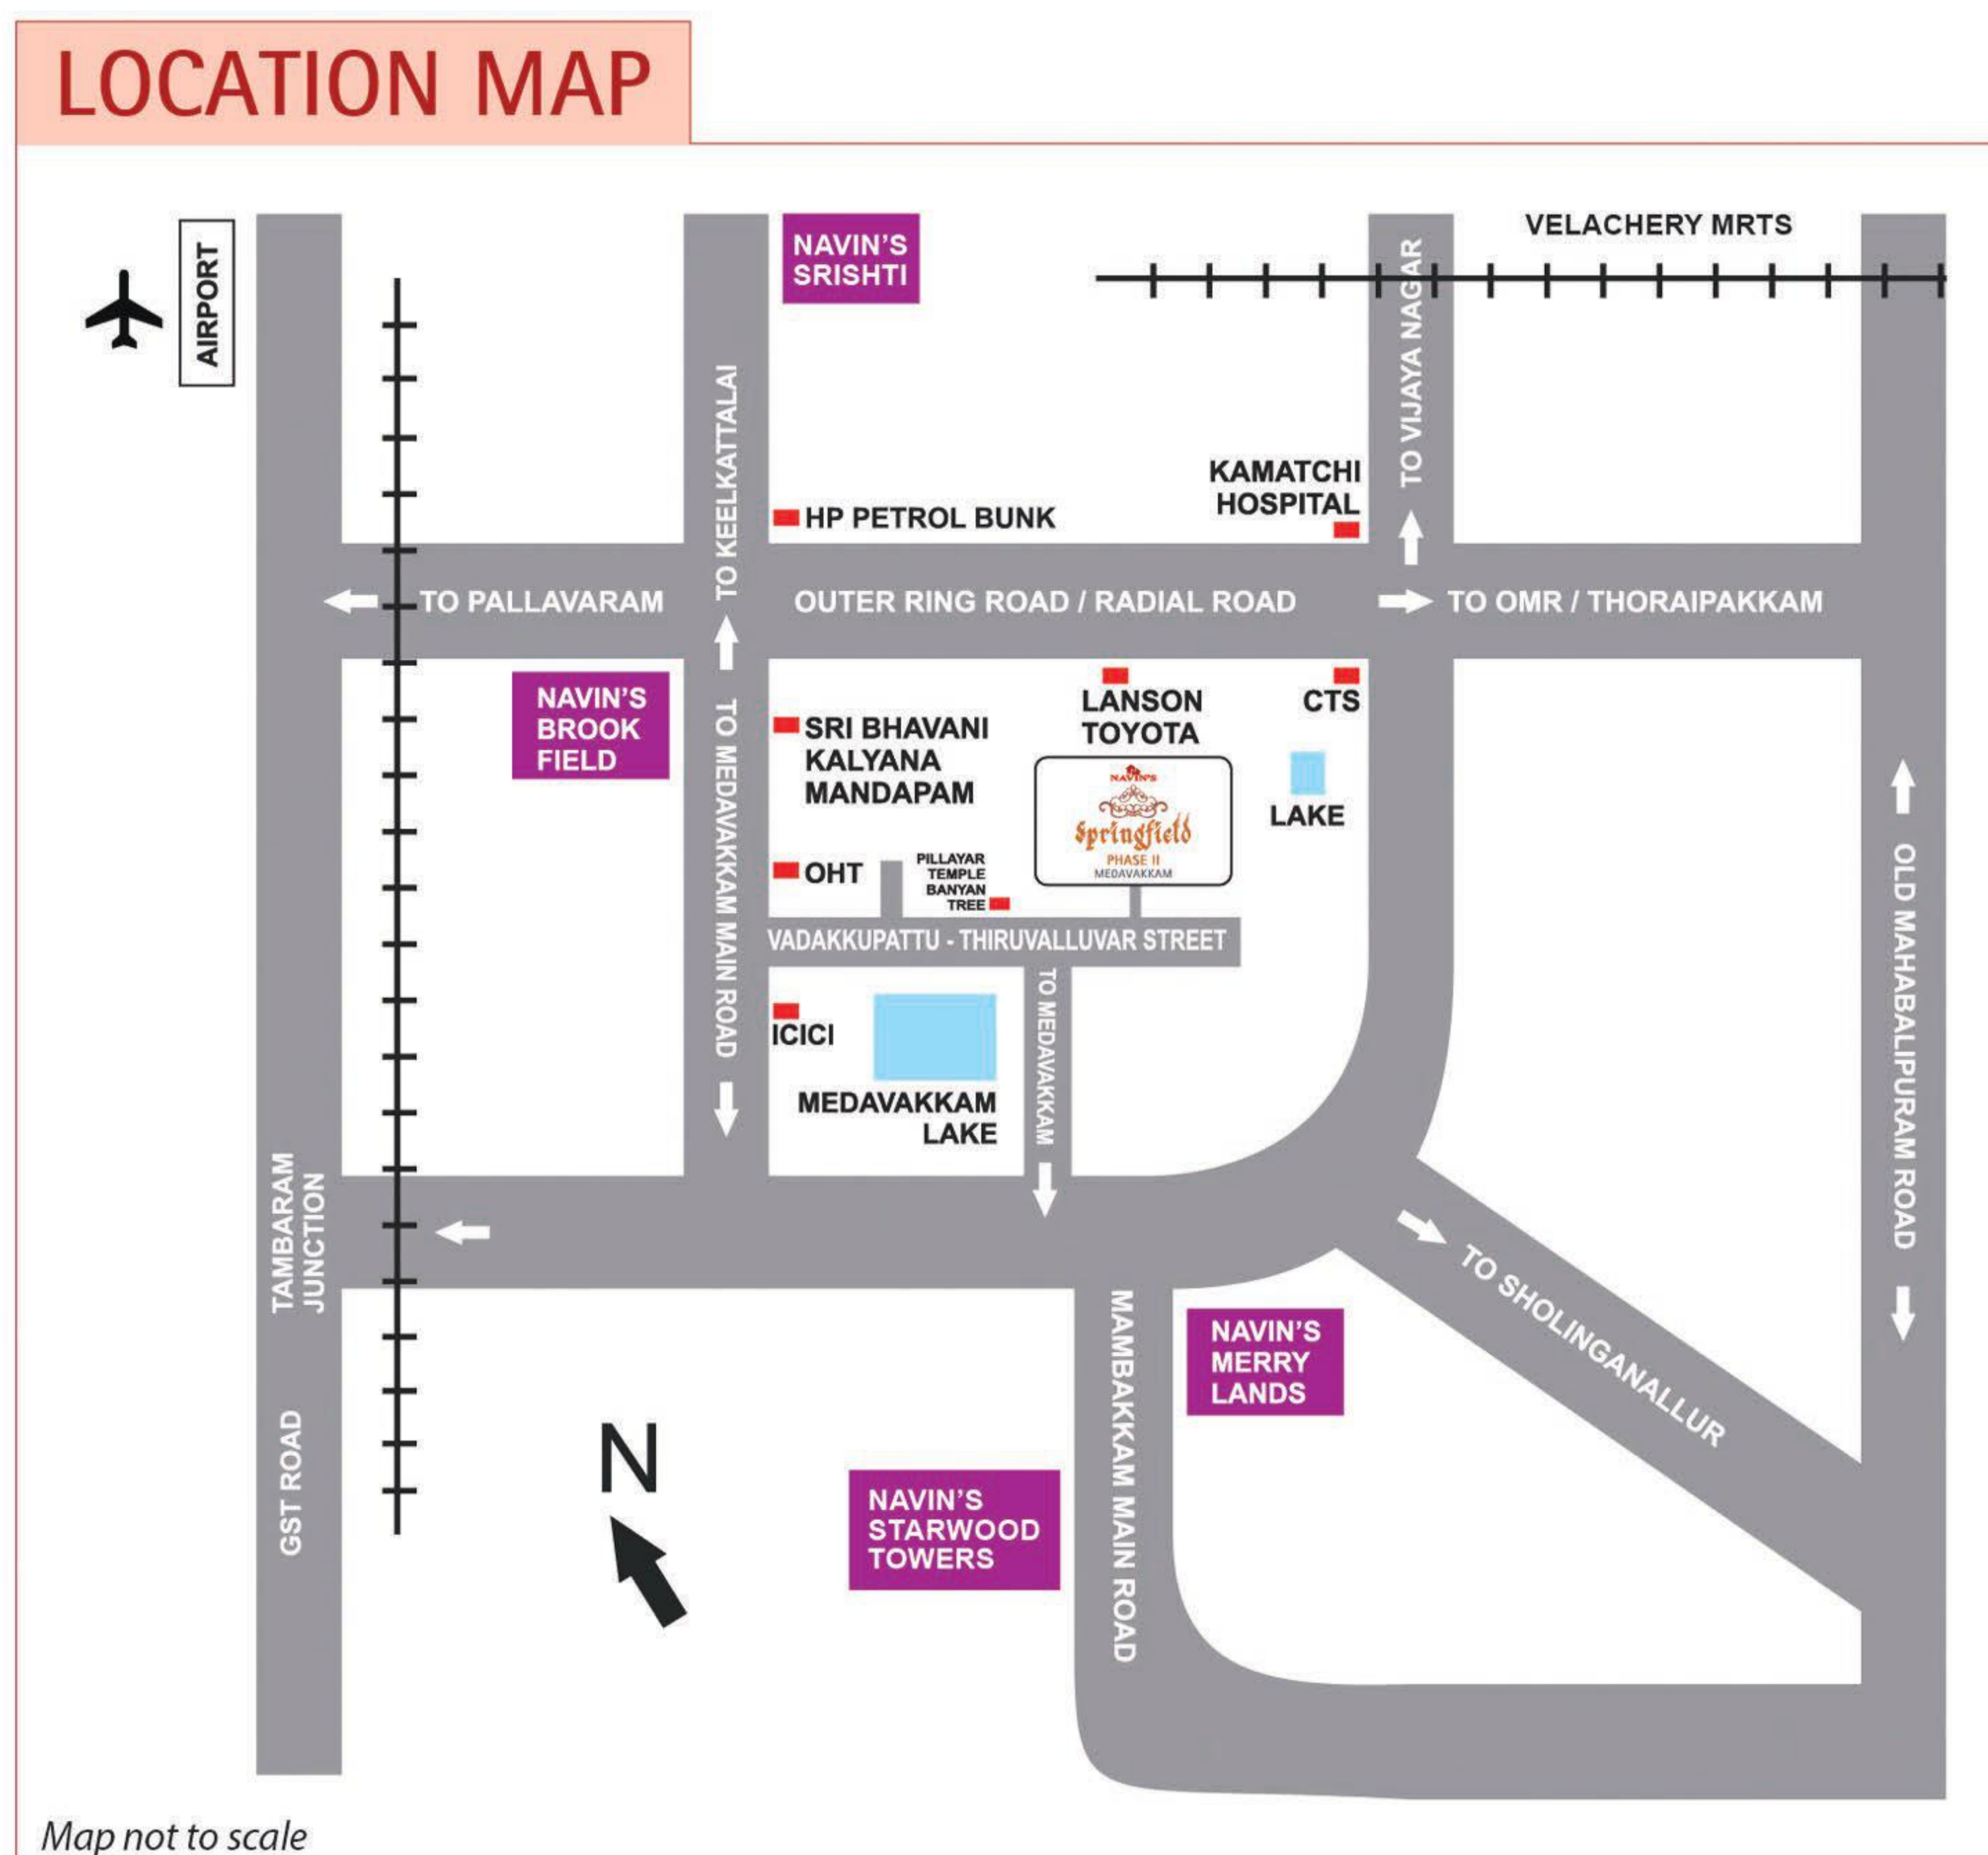 LOCATION MAP
AIRPORT
NAVIN'S
SRISHTI
VELACHERY MRTS
TO KEELKATTALAI
TO VIJAYA NAGAR
HP PETROL BUNK
KAMATCHI
HOSPITAL
TO PALLAVARAM
OUTER RING ROAD / RADIAL ROAD
TO OMR / THORAIPAKKAM
NAVIN'S
BROOK
FIELD
TO MEDAVAKKAM MAIN ROAD
SRI BHAVANI
KALYANA
MANDAPAM
LANSON
TOYOTA
CTS
NAVIN'S
Springfield
PHASE II
MEDAVAKKAM
LAKE
OHT
PILLAYAR
TEMPLE
BANYAN
TREE
VADAKKUPATTU - THIRUVALLUVAR STREET
OLD MAHABALIPURAM ROAD
ICICI
TO MEDAVAKKAM
MEDAVAKKAM
LAKE
TAMBARAM
JUNCTION
TO SHOLINGANALLUR
MAMBAKKAM MAIN ROAD
NAVIN'S
MERRY
LANDS
GST ROAD
N
NAVIN'S
STARWOOD
TOWERS
Map not to scale